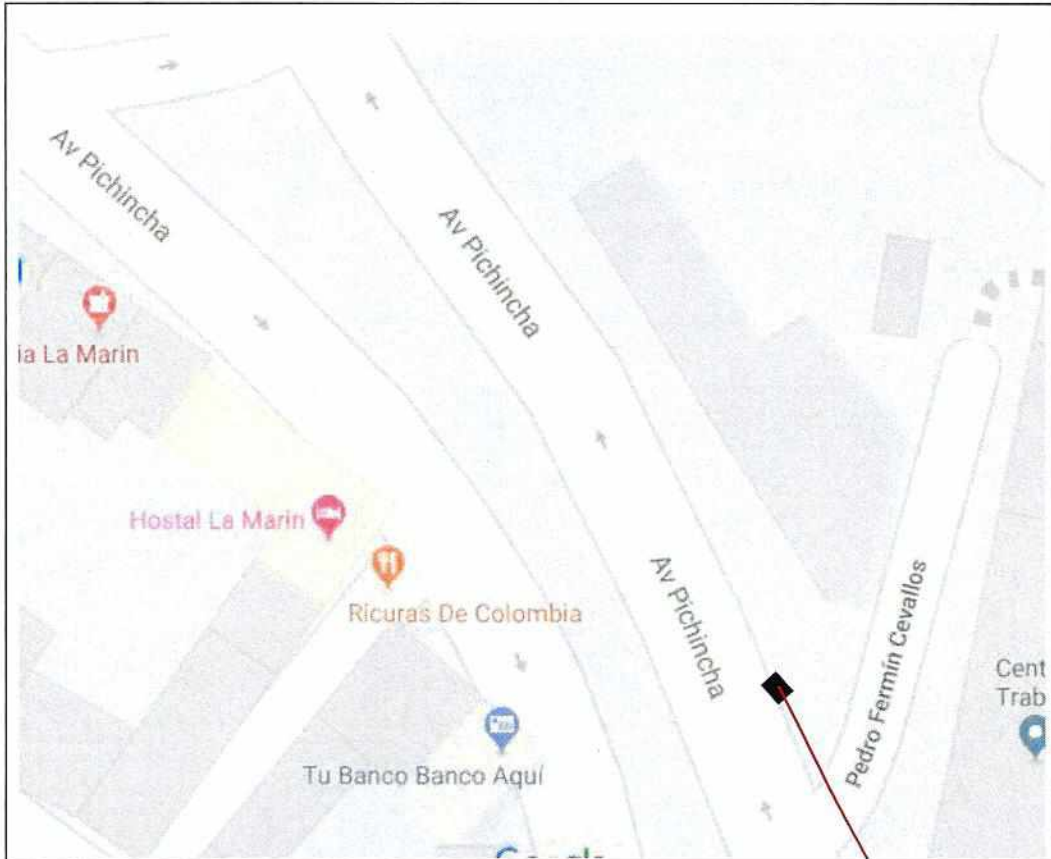 Av Pichincha
Av Pichincha
ia La Marin
Hostal La Marin
Ricuras De Colombia
Av Pichincha
Pedro Fermín Cevallos
Cent
Trab
Tu Banco Banco Aquí
Google